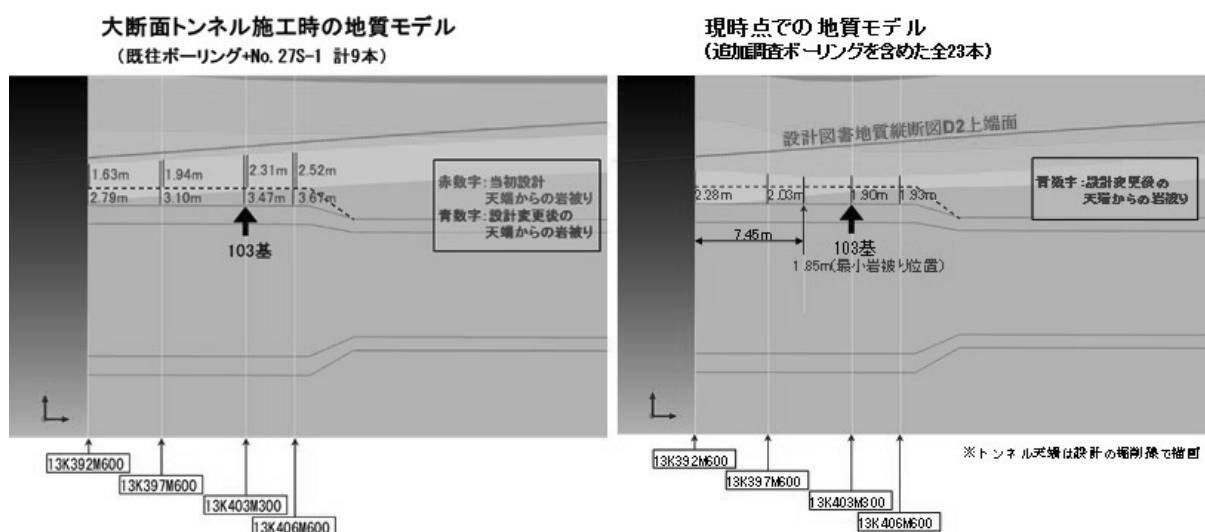 大断面トンネル施工時の地質モデル
（既往ボーリング+No. 27S-1 計9本）
1.63m
1.94m
2.31m
2.52m
2.79m
3.10m
3.47m
3.67m
赤数字：当初設計
天端からの岩被り
青数字：設計変更後の
天端からの岩被り
103基
13K392M600
13K397M600
13K403M300
13K406M600
現時点での地質モデル
（追加調査ボーリングを含めた全23本）
設計図書地質縦断図D2上端面
2.28m
2.03m
1.90m
1.93m
青数字：設計変更後の
天端からの岩被り
7.45m
103基
1.85m(最小岩被り位置)
13K392M600
13K397M600
13K403M300
13K406M600
※トンネル天端は設計の掘削線で描画